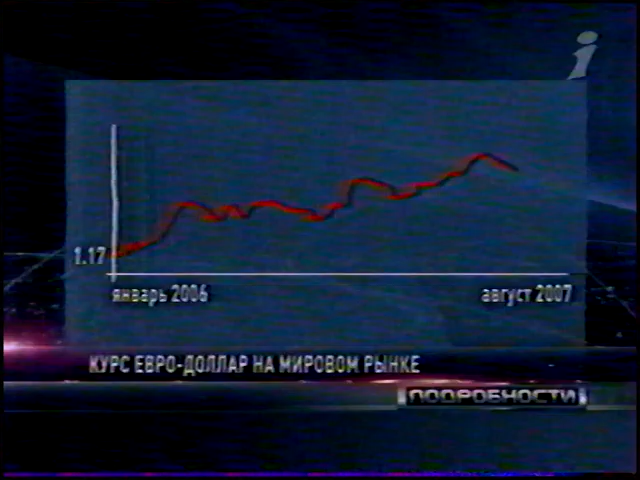 i
1.17
январь 2006
август 2007
КУРС ЕВРО-ДОЛЛАР НА МИРОВОМ РЫНКЕ
ПОДРОБНОСТИ